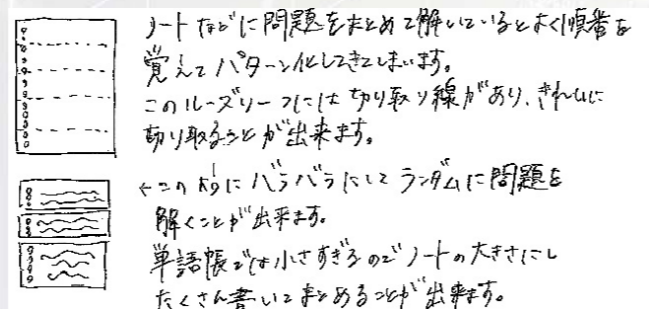 ノートなどに問題をまとめて解いているとよく順番を
覚えてパターン化してきてしまいます。
このルーズリーフには切り取り線があり、きれいに
切り取ることが出来ます。
←このようにバラバラにしてランダムに問題を
解くことが出来ます。
単語帳では小さすぎるのでノートの大きさにし
たくさん書いてまとめることが出来ます。